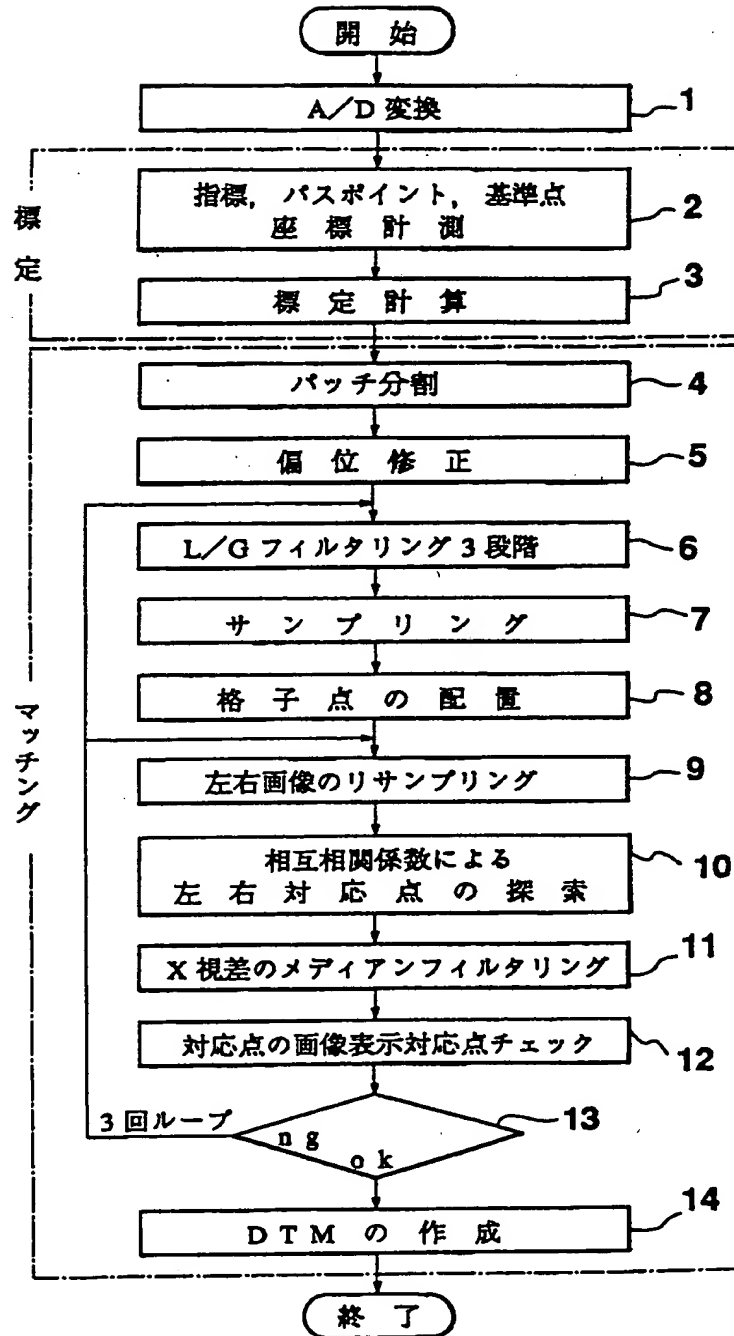 開始
A/D変換
1
指標，パスポイント，基準点
座標計測
2
標定
標定計算
3
パッチ分割
4
偏位修正
5
L/Gフィルタリング3段階
6
サンプリング
7
格子点の配置
8
マッチング
左右画像のリサンプリング
9
相互相関係数による
左右対応点の探索
10
X視差のメディアンフィルタリング
11
対応点の画像表示対応点チェック
12
3回ループ
ng
ok
13
DTMの作成
14
終了